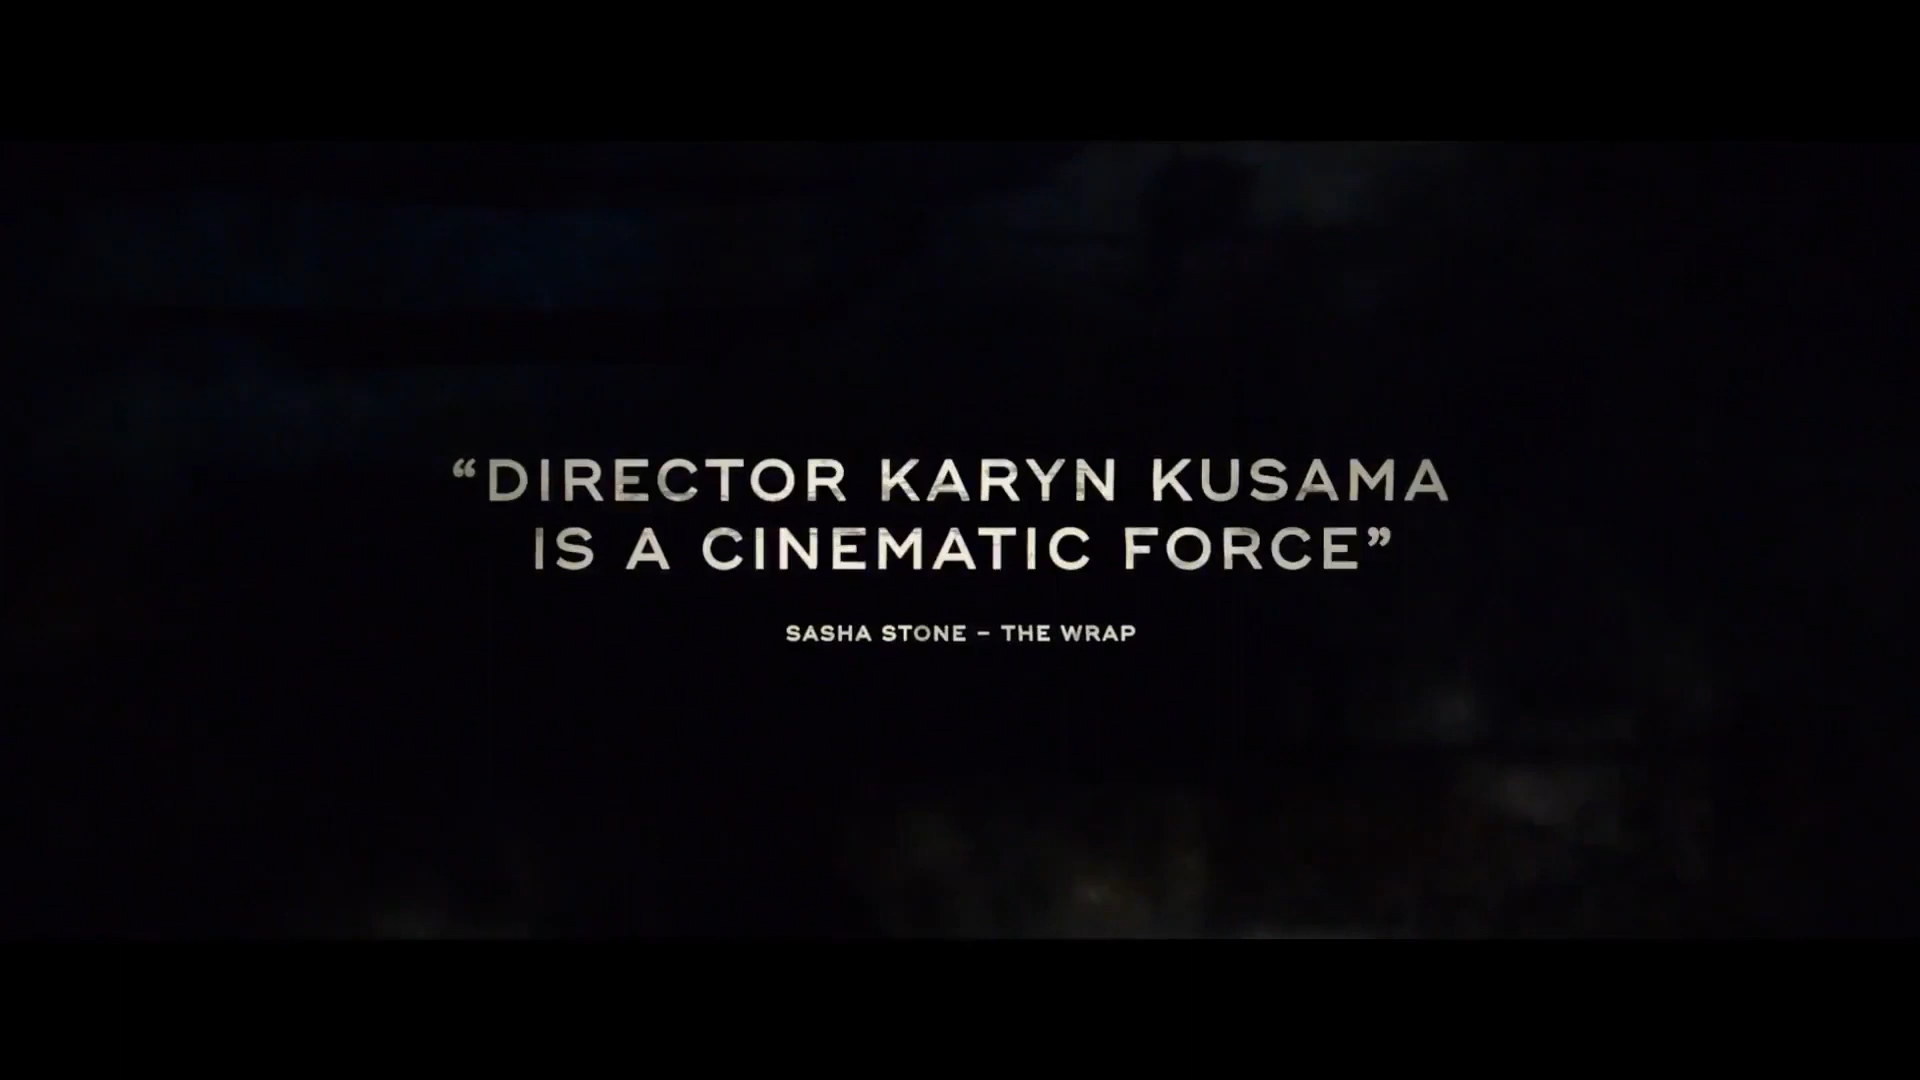 “DIRECTOR KARYN KUSAMA
IS A CINEMATIC FORCE”
SASHA STONE – THE WRAP